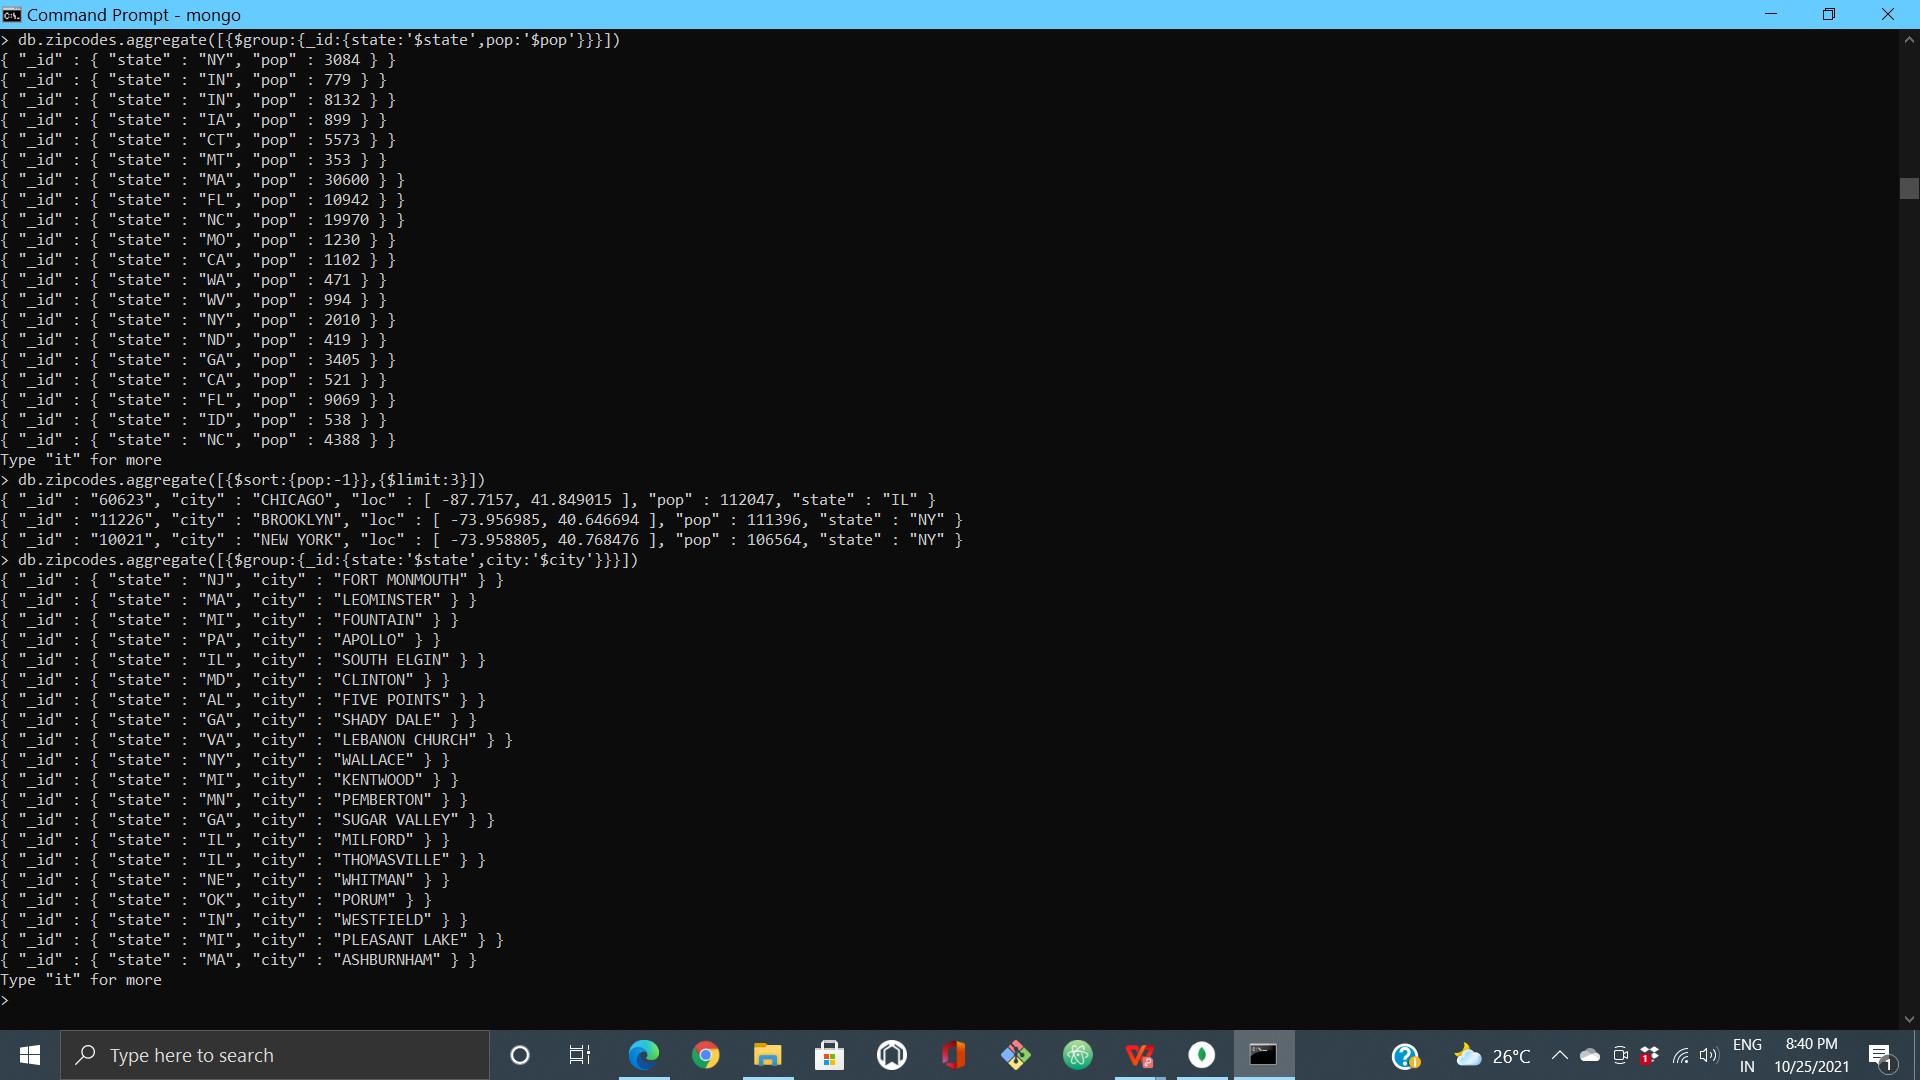 Command Prompt - mongo
> db.zipcodes.aggregate([{$group:{_id:{state:'$state',pop:'$pop'}}}])
{ "_id" : { "state" : "NY", "pop" : 3084 } }
{ "_id" : { "state" : "IN", "pop" : 779 } }
{ "_id" : { "state" : "IN", "pop" : 8132 } }
{ "_id" : { "state" : "IA", "pop" : 899 } }
{ "_id" : { "state" : "CT", "pop" : 5573 } }
{ "_id" : { "state" : "MT", "pop" : 353 } }
{ "_id" : { "state" : "MA", "pop" : 30600 } }
{ "_id" : { "state" : "FL", "pop" : 10942 } }
{ "_id" : { "state" : "NC", "pop" : 19970 } }
{ "_id" : { "state" : "MO", "pop" : 1230 } }
{ "_id" : { "state" : "CA", "pop" : 1102 } }
{ "_id" : { "state" : "WA", "pop" : 471 } }
{ "_id" : { "state" : "WV", "pop" : 994 } }
{ "_id" : { "state" : "NY", "pop" : 2010 } }
{ "_id" : { "state" : "ND", "pop" : 419 } }
{ "_id" : { "state" : "GA", "pop" : 3405 } }
{ "_id" : { "state" : "CA", "pop" : 521 } }
{ "_id" : { "state" : "FL", "pop" : 9069 } }
{ "_id" : { "state" : "ID", "pop" : 538 } }
{ "_id" : { "state" : "NC", "pop" : 4388 } }
Type "it" for more
> db.zipcodes.aggregate([{$sort:{pop:-1}},{$limit:3}])
{ "_id" : "60623", "city" : "CHICAGO", "loc" : [ -87.7157, 41.849015 ], "pop" : 112047, "state" : "IL" }
{ "_id" : "11226", "city" : "BROOKLYN", "loc" : [ -73.956985, 40.646694 ], "pop" : 111396, "state" : "NY" }
{ "_id" : "10021", "city" : "NEW YORK", "loc" : [ -73.958805, 40.768476 ], "pop" : 106564, "state" : "NY" }
> db.zipcodes.aggregate([{$group:{_id:{state:'$state',city:'$city'}}}])
{ "_id" : { "state" : "NJ", "city" : "FORT MONMOUTH" } }
{ "_id" : { "state" : "MA", "city" : "LEOMINSTER" } }
{ "_id" : { "state" : "MI", "city" : "FOUNTAIN" } }
{ "_id" : { "state" : "PA", "city" : "APOLLO" } }
{ "_id" : { "state" : "IL", "city" : "SOUTH ELGIN" } }
{ "_id" : { "state" : "MD", "city" : "CLINTON" } }
{ "_id" : { "state" : "AL", "city" : "FIVE POINTS" } }
{ "_id" : { "state" : "GA", "city" : "SHADY DALE" } }
{ "_id" : { "state" : "VA", "city" : "LEBANON CHURCH" } }
{ "_id" : { "state" : "NY", "city" : "WALLACE" } }
{ "_id" : { "state" : "MI", "city" : "KENTWOOD" } }
{ "_id" : { "state" : "MN", "city" : "PEMBERTON" } }
{ "_id" : { "state" : "GA", "city" : "SUGAR VALLEY" } }
{ "_id" : { "state" : "IL", "city" : "MILFORD" } }
{ "_id" : { "state" : "IL", "city" : "THOMASVILLE" } }
{ "_id" : { "state" : "NE", "city" : "WHITMAN" } }
{ "_id" : { "state" : "OK", "city" : "PORUM" } }
{ "_id" : { "state" : "IN", "city" : "WESTFIELD" } }
{ "_id" : { "state" : "MI", "city" : "PLEASANT LAKE" } }
{ "_id" : { "state" : "MA", "city" : "ASHBURNHAM" } }
Type "it" for more
>
Type here to search
26°C
ENG
IN
8:40 PM
10/25/2021
1